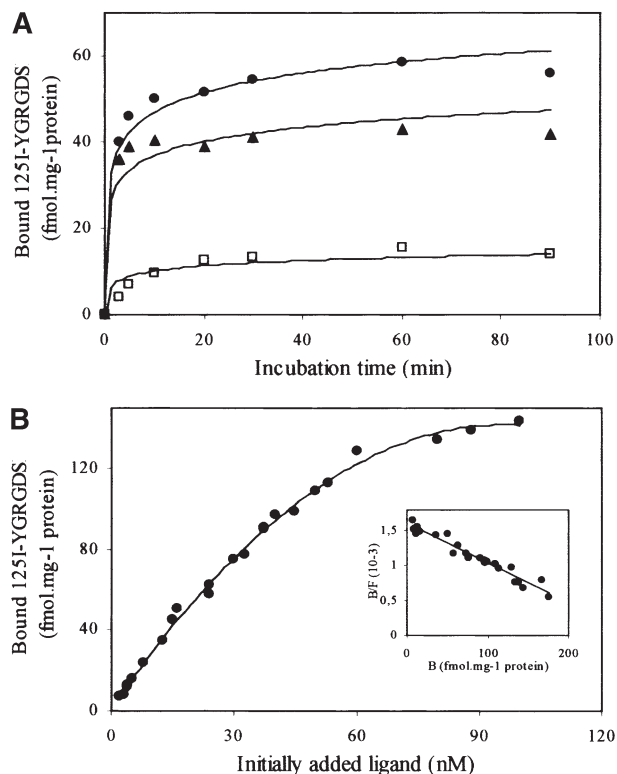 A
Bound 125I-YGRGDS
(fmol.mg-1 protein)
60
40
20
0
0 20 40 60 80 100
Incubation time (min)
B
Bound 125I-YGRGDS
(fmol.mg-1 protein)
120
80
40
0
0 30 60 90 120
Initially added ligand (nM)
B/F (10-3)
1,5
1
0,5
0
0 100 200
B (fmol.mg-1 protein)